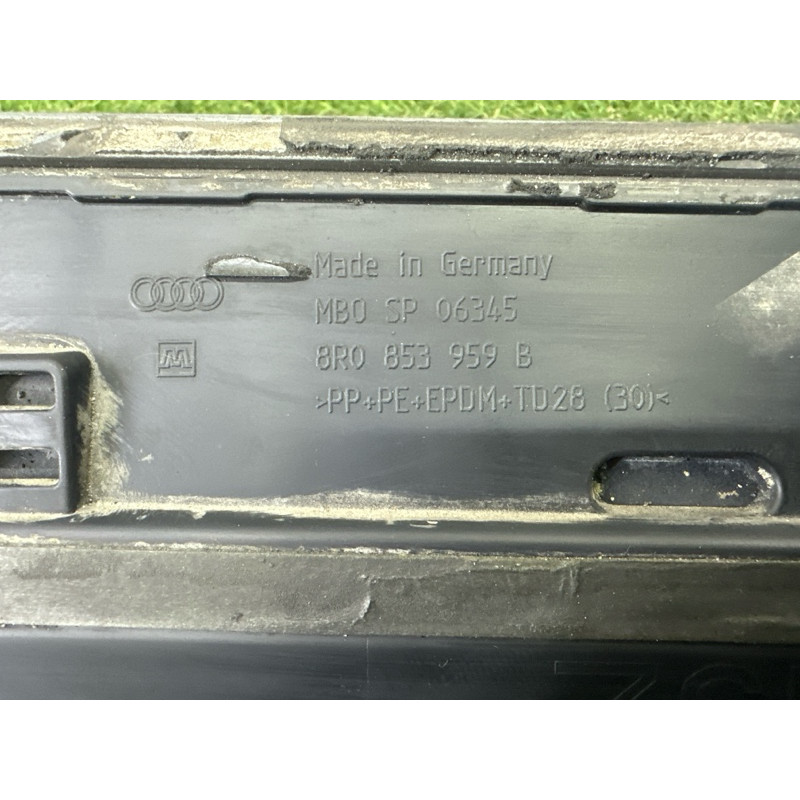 Made in Germany
MBO SP 06345
8R0 853 959 B
>PP+PE+EPDM+TD28 (30)<